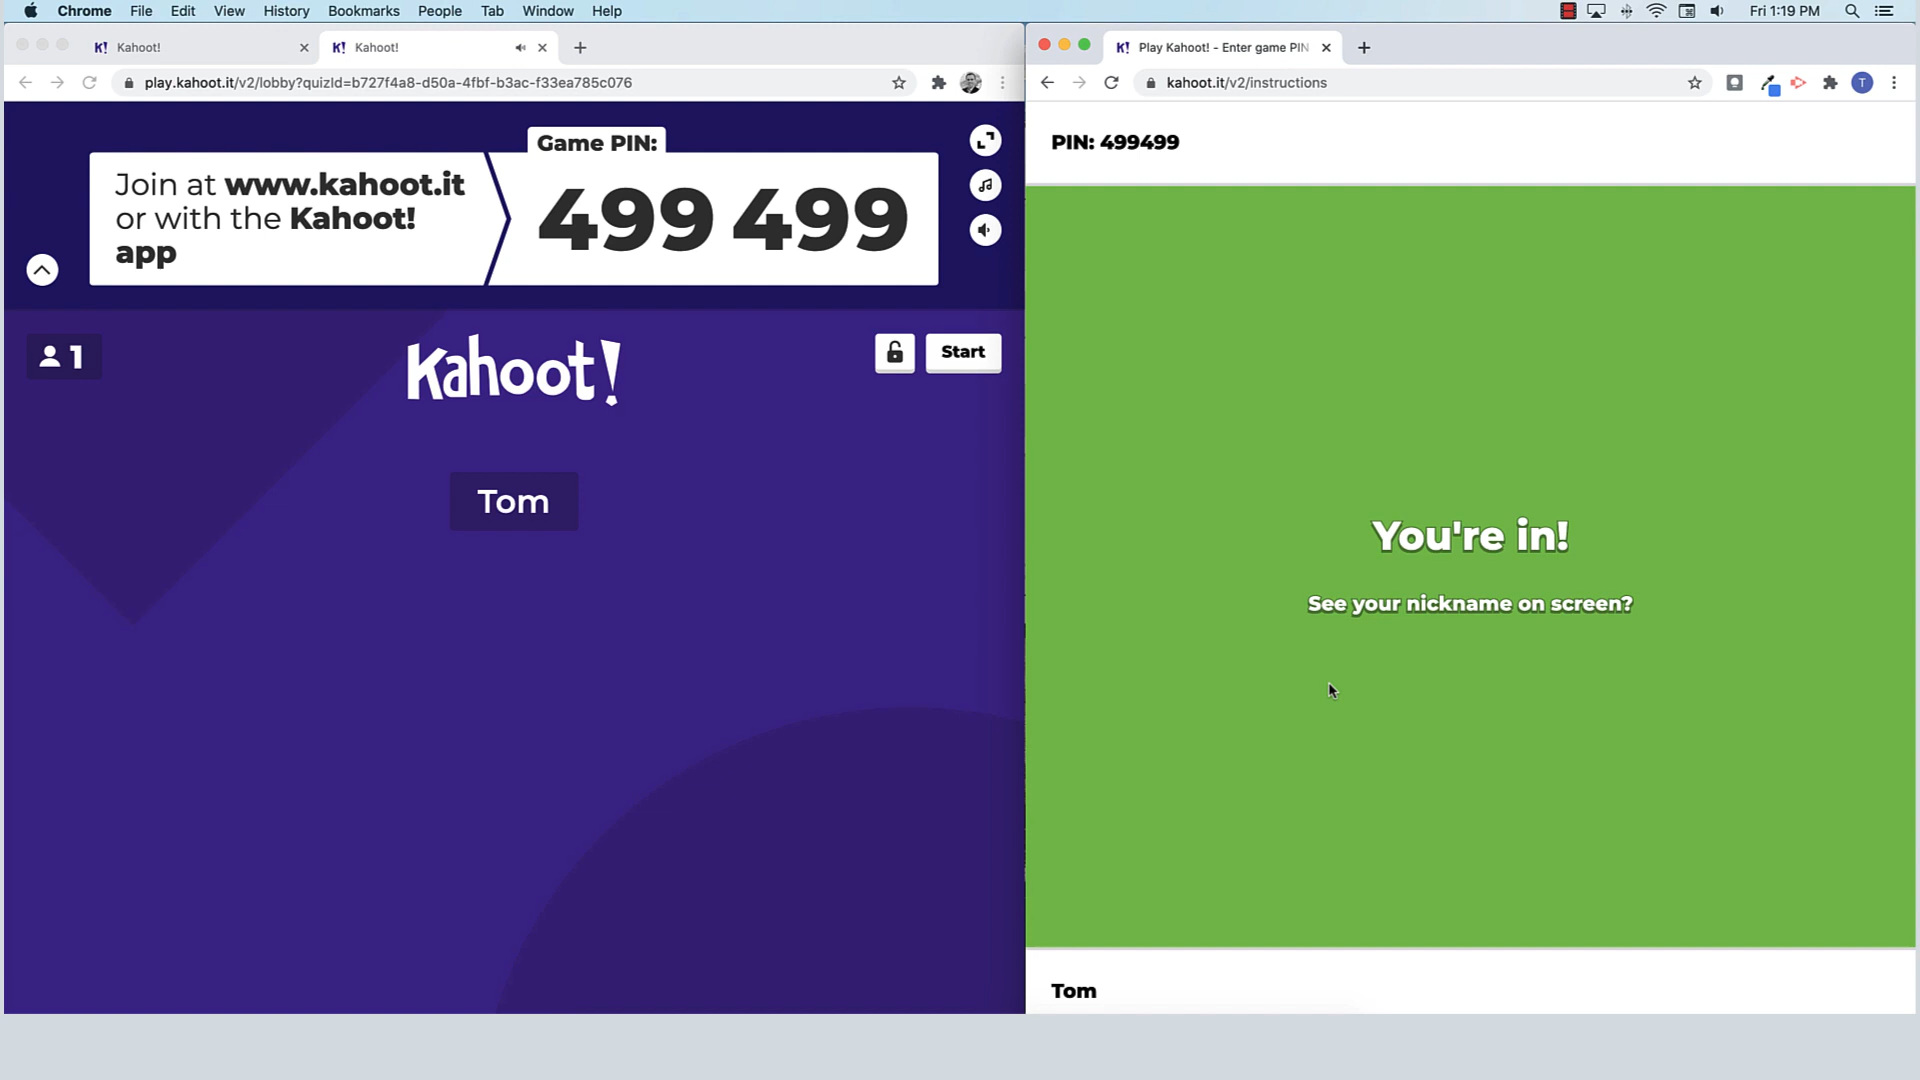 Chrome File Edit View History Bookmarks People Tab Window Help Fri 1:19 PM
K! Kahoot! K! Kahoot!
play.kahoot.it/v2/lobby?quizId=b727f4a8-d50a-4fbf-b3ac-f33ea785c076
Game PIN:
Join at www.kahoot.it
or with the Kahoot!
app
499 499
1
Kahoot!
Start
Tom
K! Play Kahoot! - Enter game PIN
kahoot.it/v2/instructions
T
PIN: 499499
You're in!
See your nickname on screen?
Tom